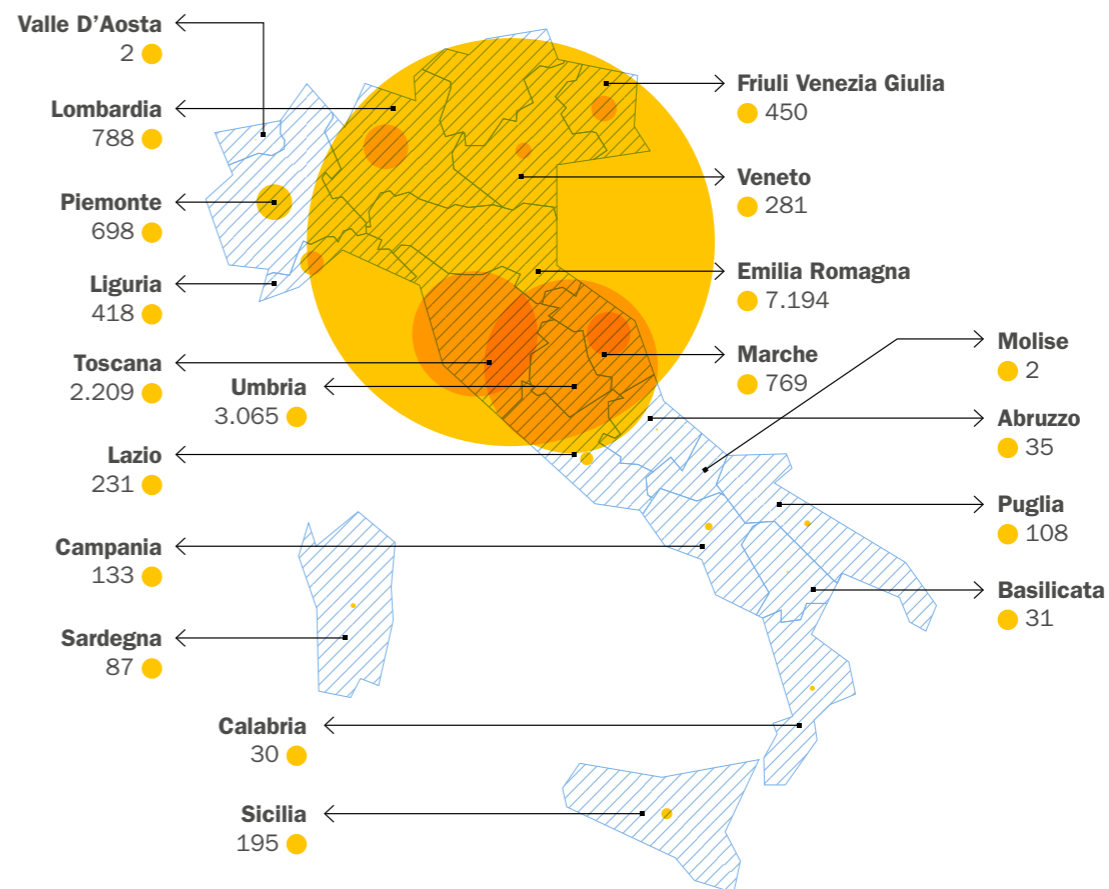 Valle D’Aosta
2
Lombardia
788
Piemonte
698
Liguria
418
Toscana
2.209
Umbria
3.065
Lazio
231
Campania
133
Sardegna
87
Calabria
30
Sicilia
195
Friuli Venezia Giulia
450
Veneto
281
Emilia Romagna
7.194
Marche
769
Molise
2
Abruzzo
35
Puglia
108
Basilicata
31